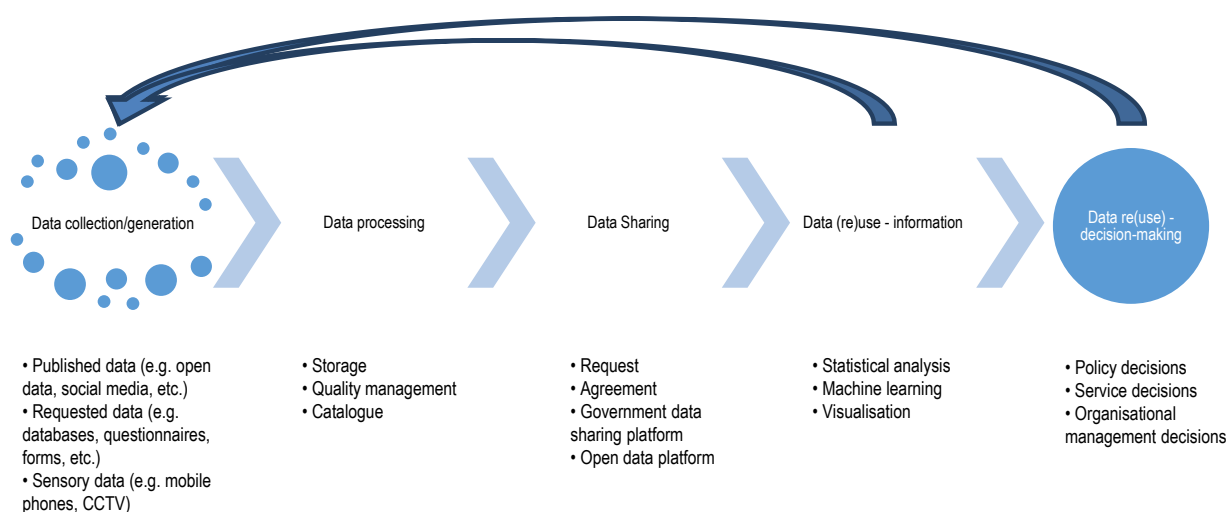 Data collection/generation
Data processing
Data Sharing
Data (re)use - information
Data re(use) -
decision-making
• Published data (e.g. open
data, social media, etc.)
• Requested data (e.g.
databases, questionnaires,
forms, etc.)
• Sensory data (e.g. mobile
phones, CCTV)
• Storage
• Quality management
• Catalogue
• Request
• Agreement
• Government data
sharing platform
• Open data platform
• Statistical analysis
• Machine learning
• Visualisation
• Policy decisions
• Service decisions
• Organisational
management decisions